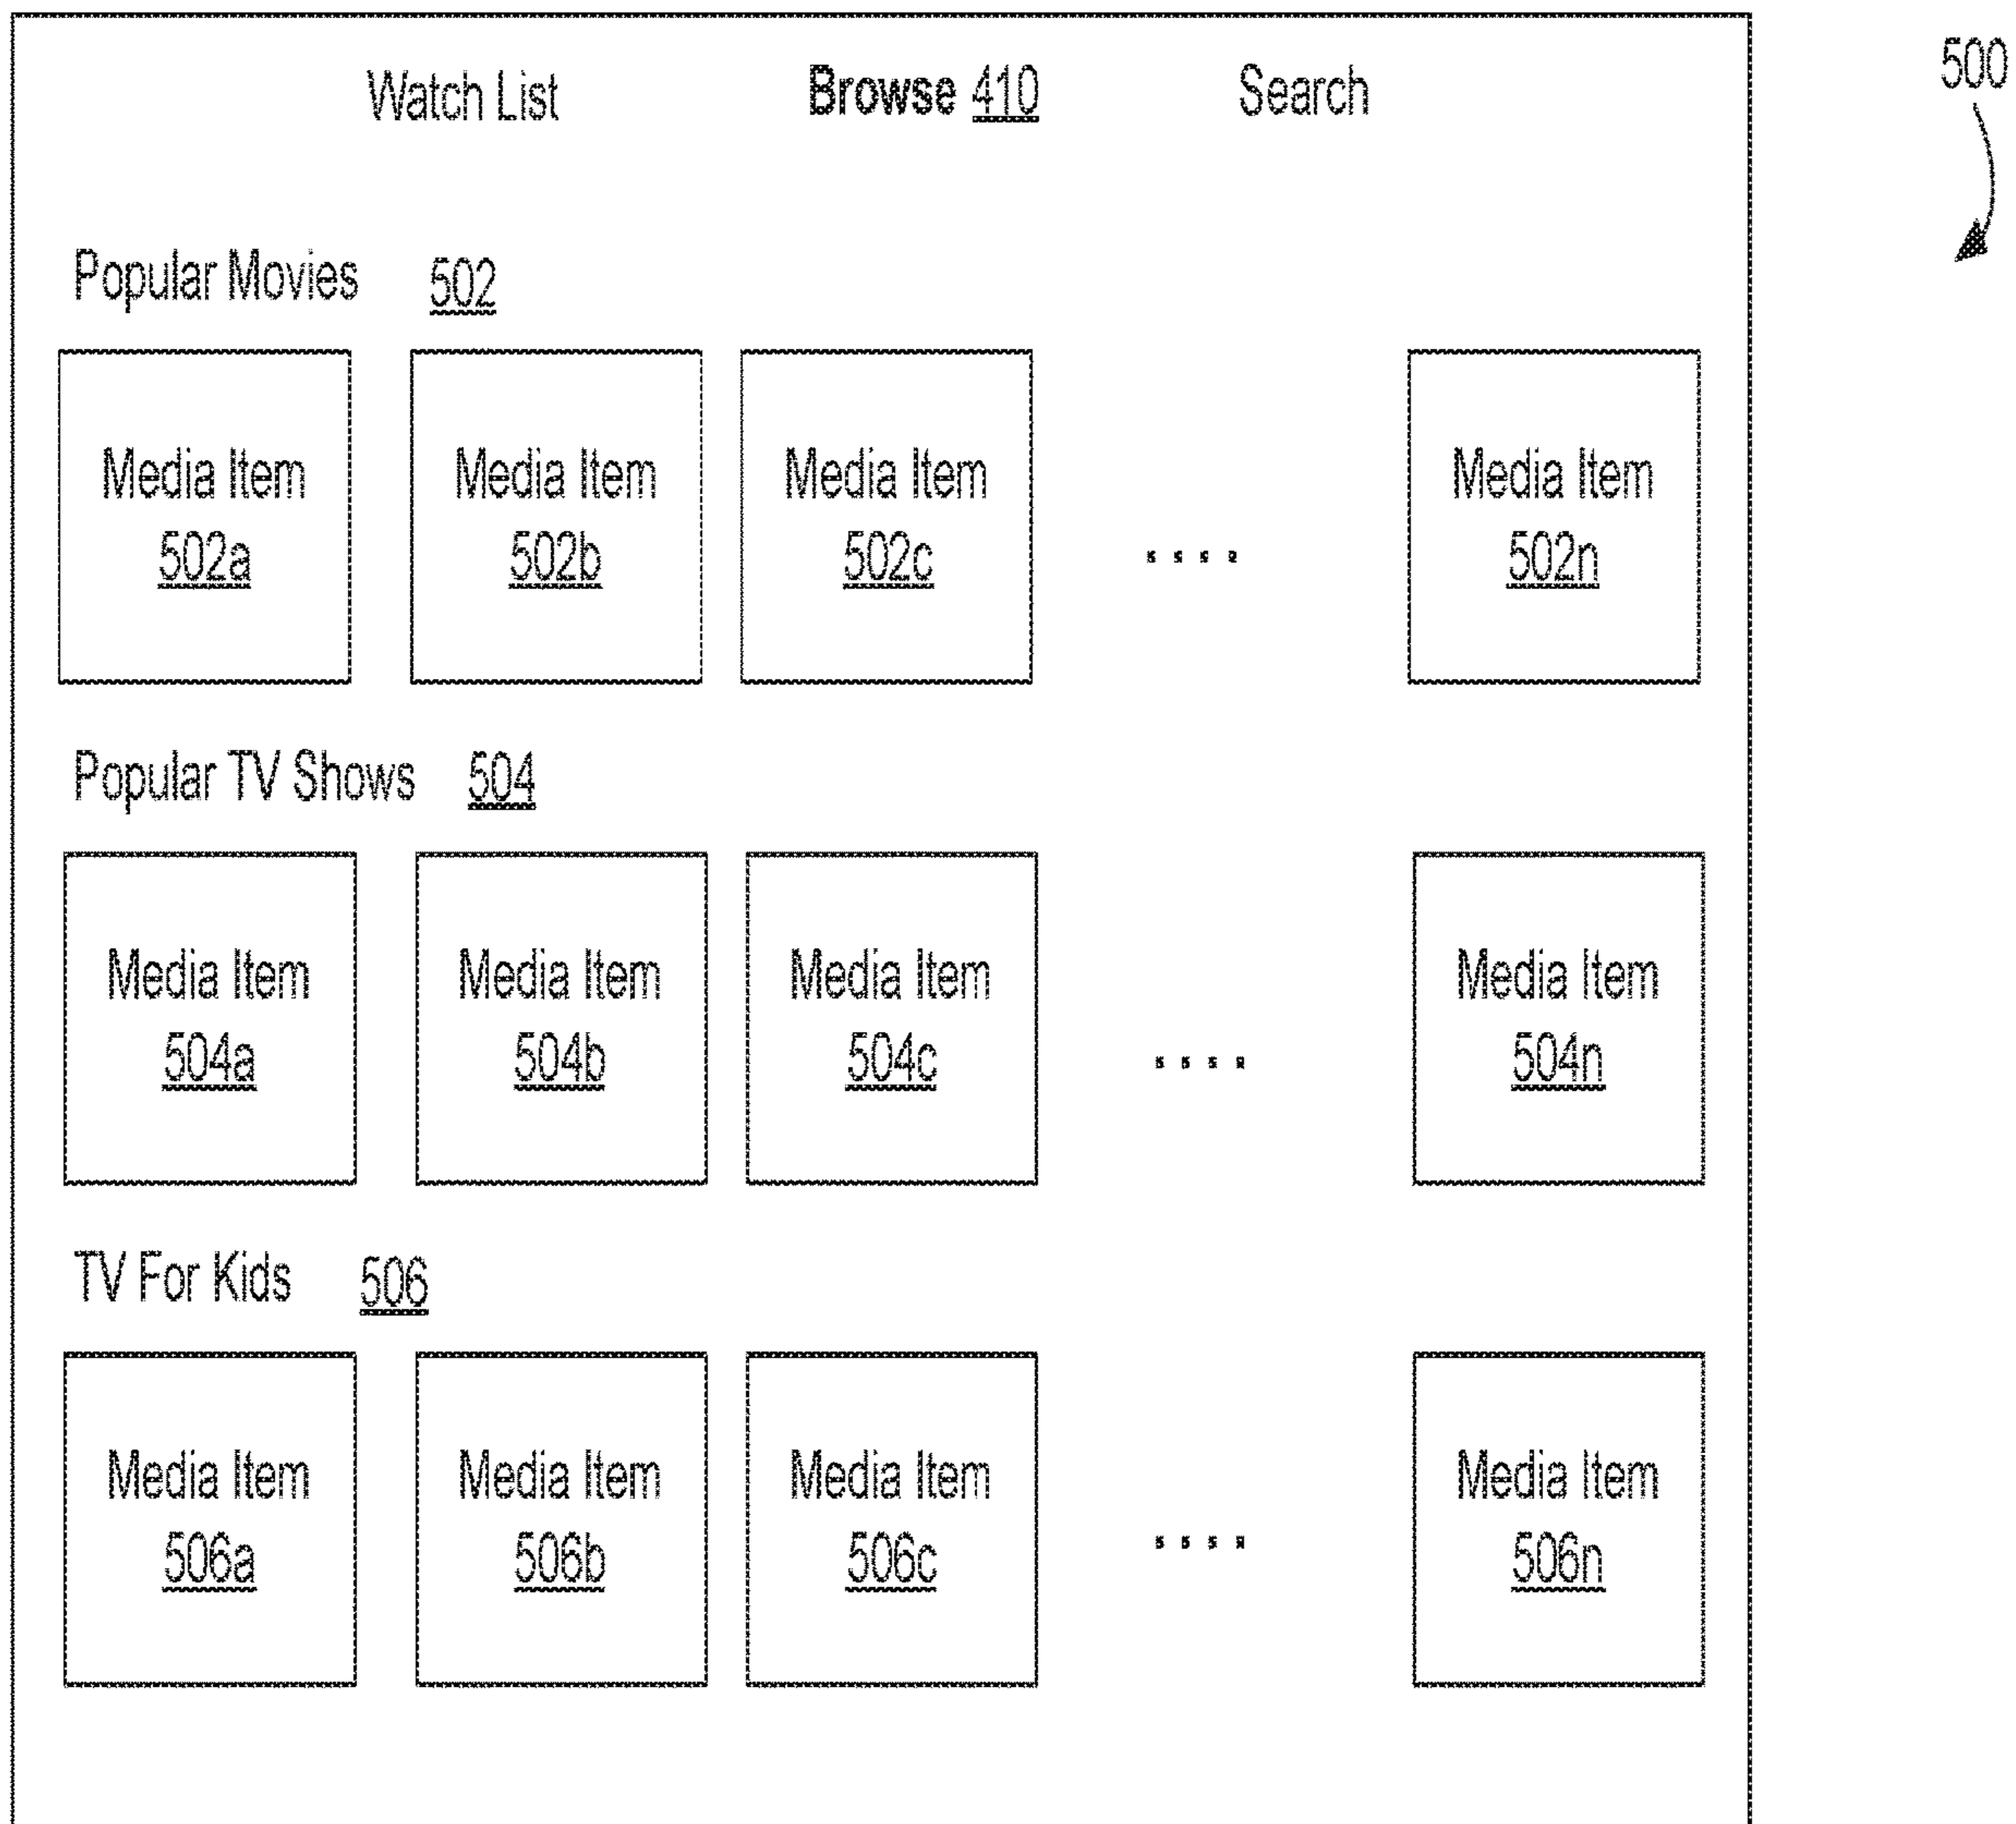 500
Watch List Browse 410 Search
Popular Movies 502
Media Item Media Item Media Item Media Item
502a 502b 502c .... 502n
Popular TV Shows 504
Media Item Media Item Media Item Media Item
504a 504b 504c .... 504n
TV For Kids 506
Media Item Media Item Media Item Media Item
506a 506b 506c .... 506n